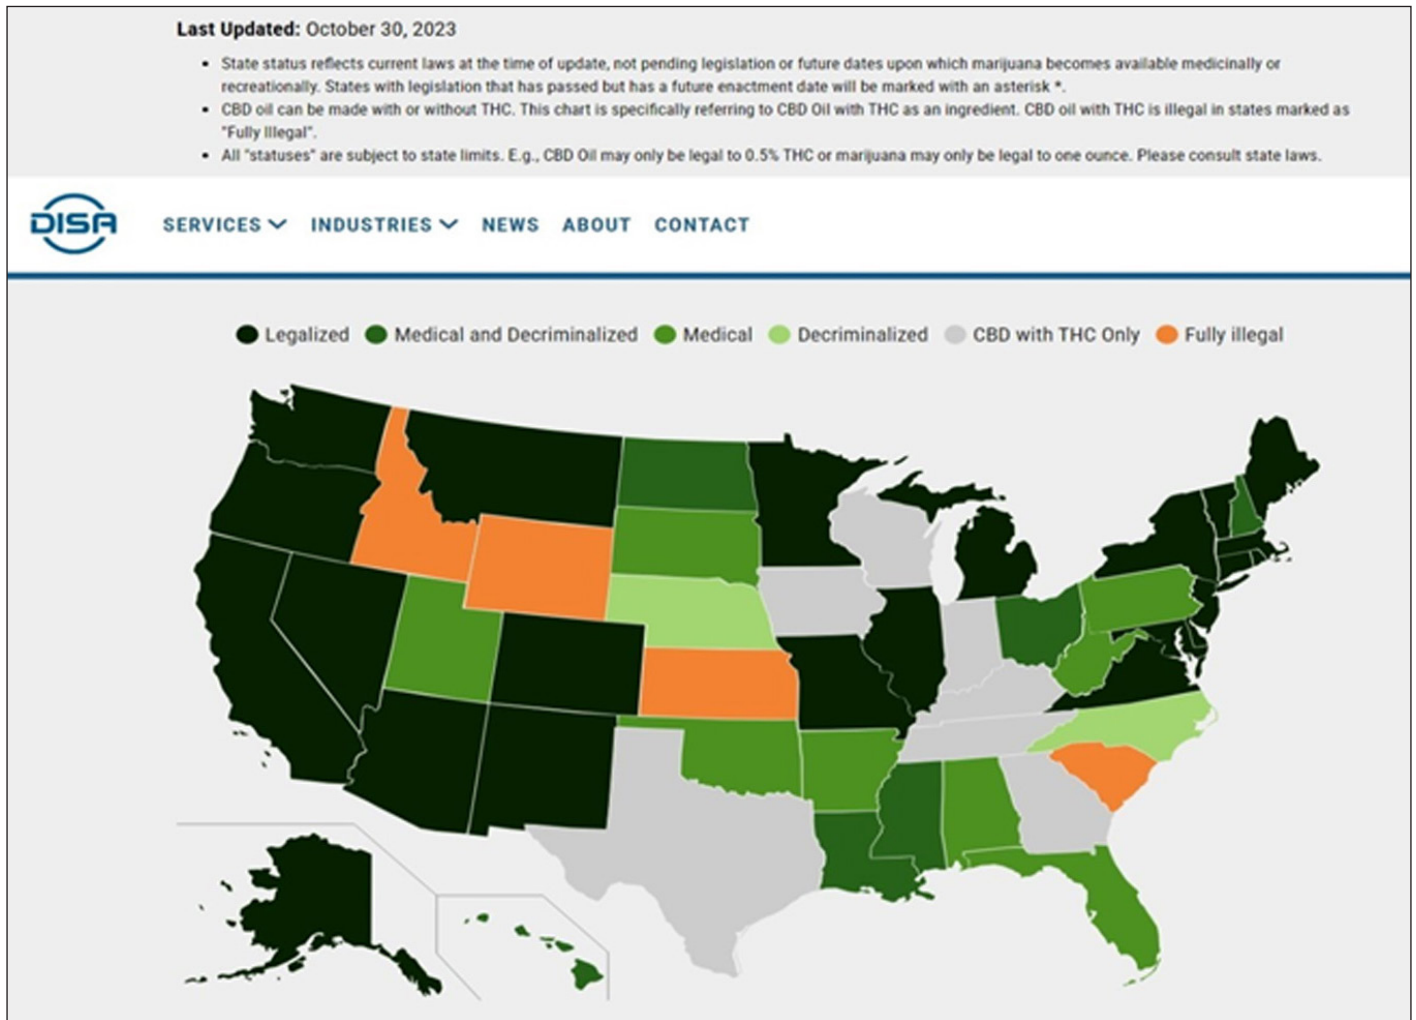 Last Updated: October 30, 2023
• State status reflects current laws at the time of update, not pending legislation or future dates upon which marijuana becomes available medicinally or
recreationally. States with legislation that has passed but has a future enactment date will be marked with an asterisk *.
• CBD oil can be made with or without THC. This chart is specifically referring to CBD Oil with THC as an ingredient. CBD oil with THC is illegal in states marked as
"Fully Illegal".
• All "statuses" are subject to state limits. E.g., CBD Oil may only be legal to 0.5% THC or marijuana may only be legal to one ounce. Please consult state laws.
DISA SERVICES INDUSTRIES NEWS ABOUT CONTACT
Legalized Medical and Decriminalized Medical Decriminalized CBD with THC Only Fully illegal